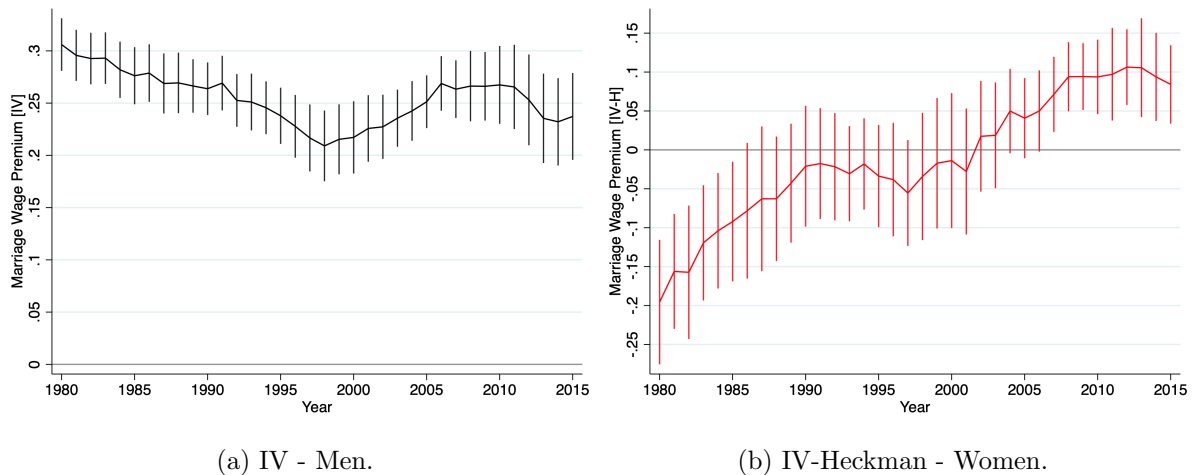 Marriage Wage Premium [IV]
.3
.25
.2
.15
.1
.05
0
1980 1985 1990 1995 2000 2005 2010 2015
Year
(a) IV - Men.
Marriage Wage Premium [IV-H]
.15
.1
.05
0
-.05
-.1
-.15
-.2
-.25
1980 1985 1990 1995 2000 2005 2010 2015
Year
(b) IV-Heckman - Women.